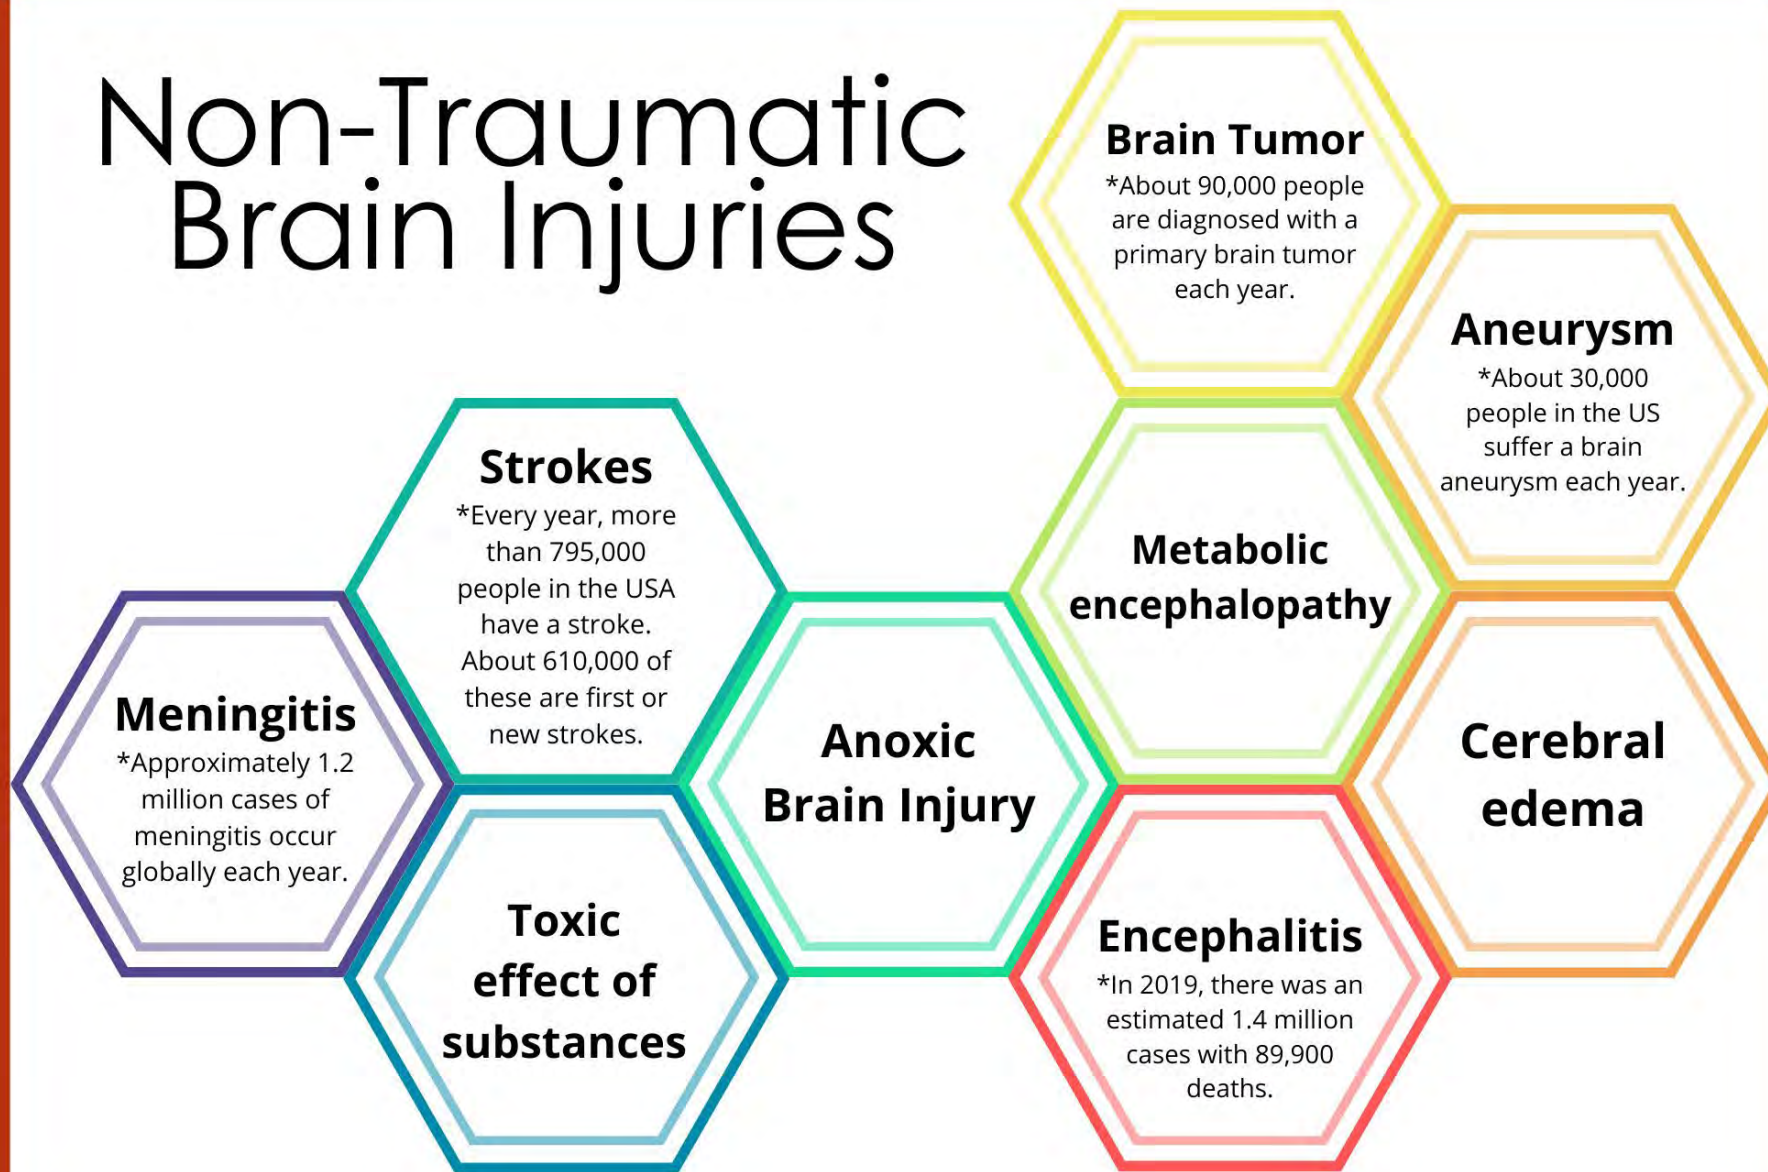 Non-Traumatic
Brain Injuries
Brain Tumor
*About 90,000 people
are diagnosed with a
primary brain tumor
each year.
Aneurysm
*About 30,000
people in the US
suffer a brain
aneurysm each year.
Strokes
*Every year, more
than 795,000
people in the USA
have a stroke.
About 610,000 of
these are first or
new strokes.
Metabolic
encephalopathy
Meningitis
*Approximately 1.2
million cases of
meningitis occur
globally each year.
Anoxic
Brain Injury
Cerebral
edema
Toxic
effect of
substances
Encephalitis
*In 2019, there was an
estimated 1.4 million
cases with 89,900
deaths.